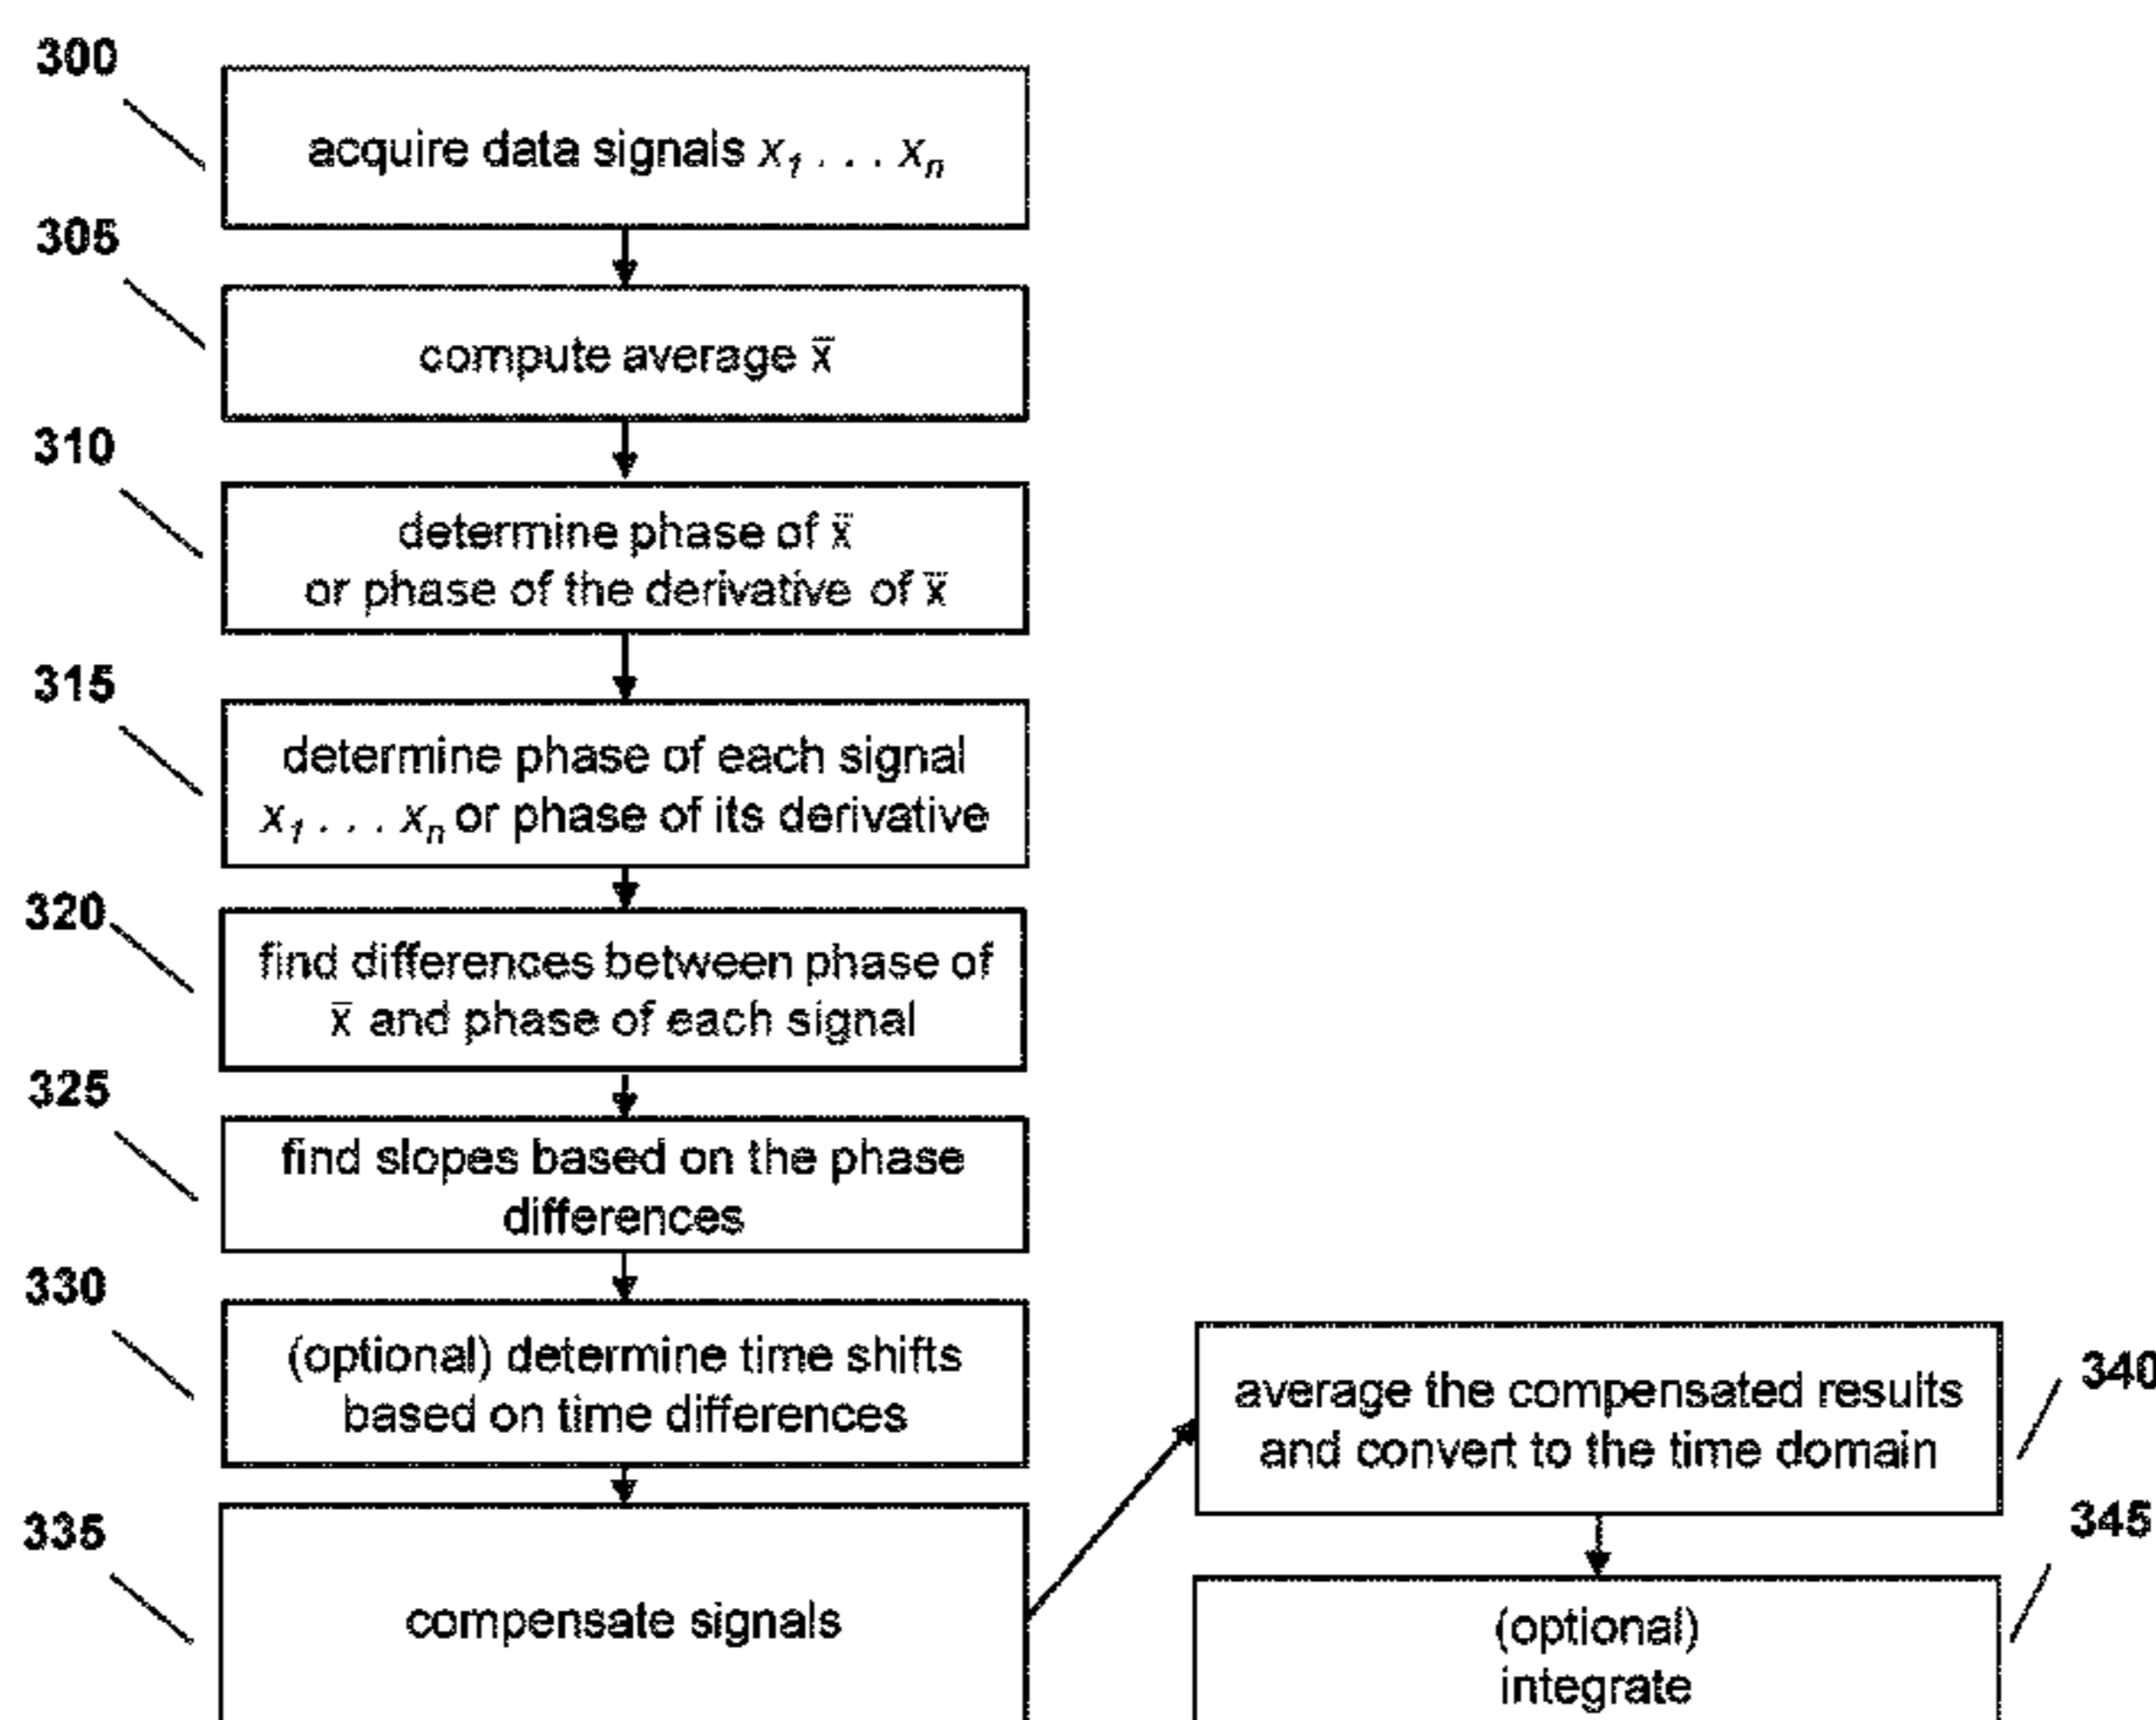 300
acquire data signals x₁ . . . xₙ
305
compute average x̄
310
determine phase of x̄
or phase of the derivative of x̄
315
determine phase of each signal
x₁ . . . xₙ or phase of its derivative
320
find differences between phase of
x̄ and phase of each signal
325
find slopes based on the phase
differences
330
(optional) determine time shifts
based on time differences
335
compensate signals
340
average the compensated results
and convert to the time domain
345
(optional)
integrate